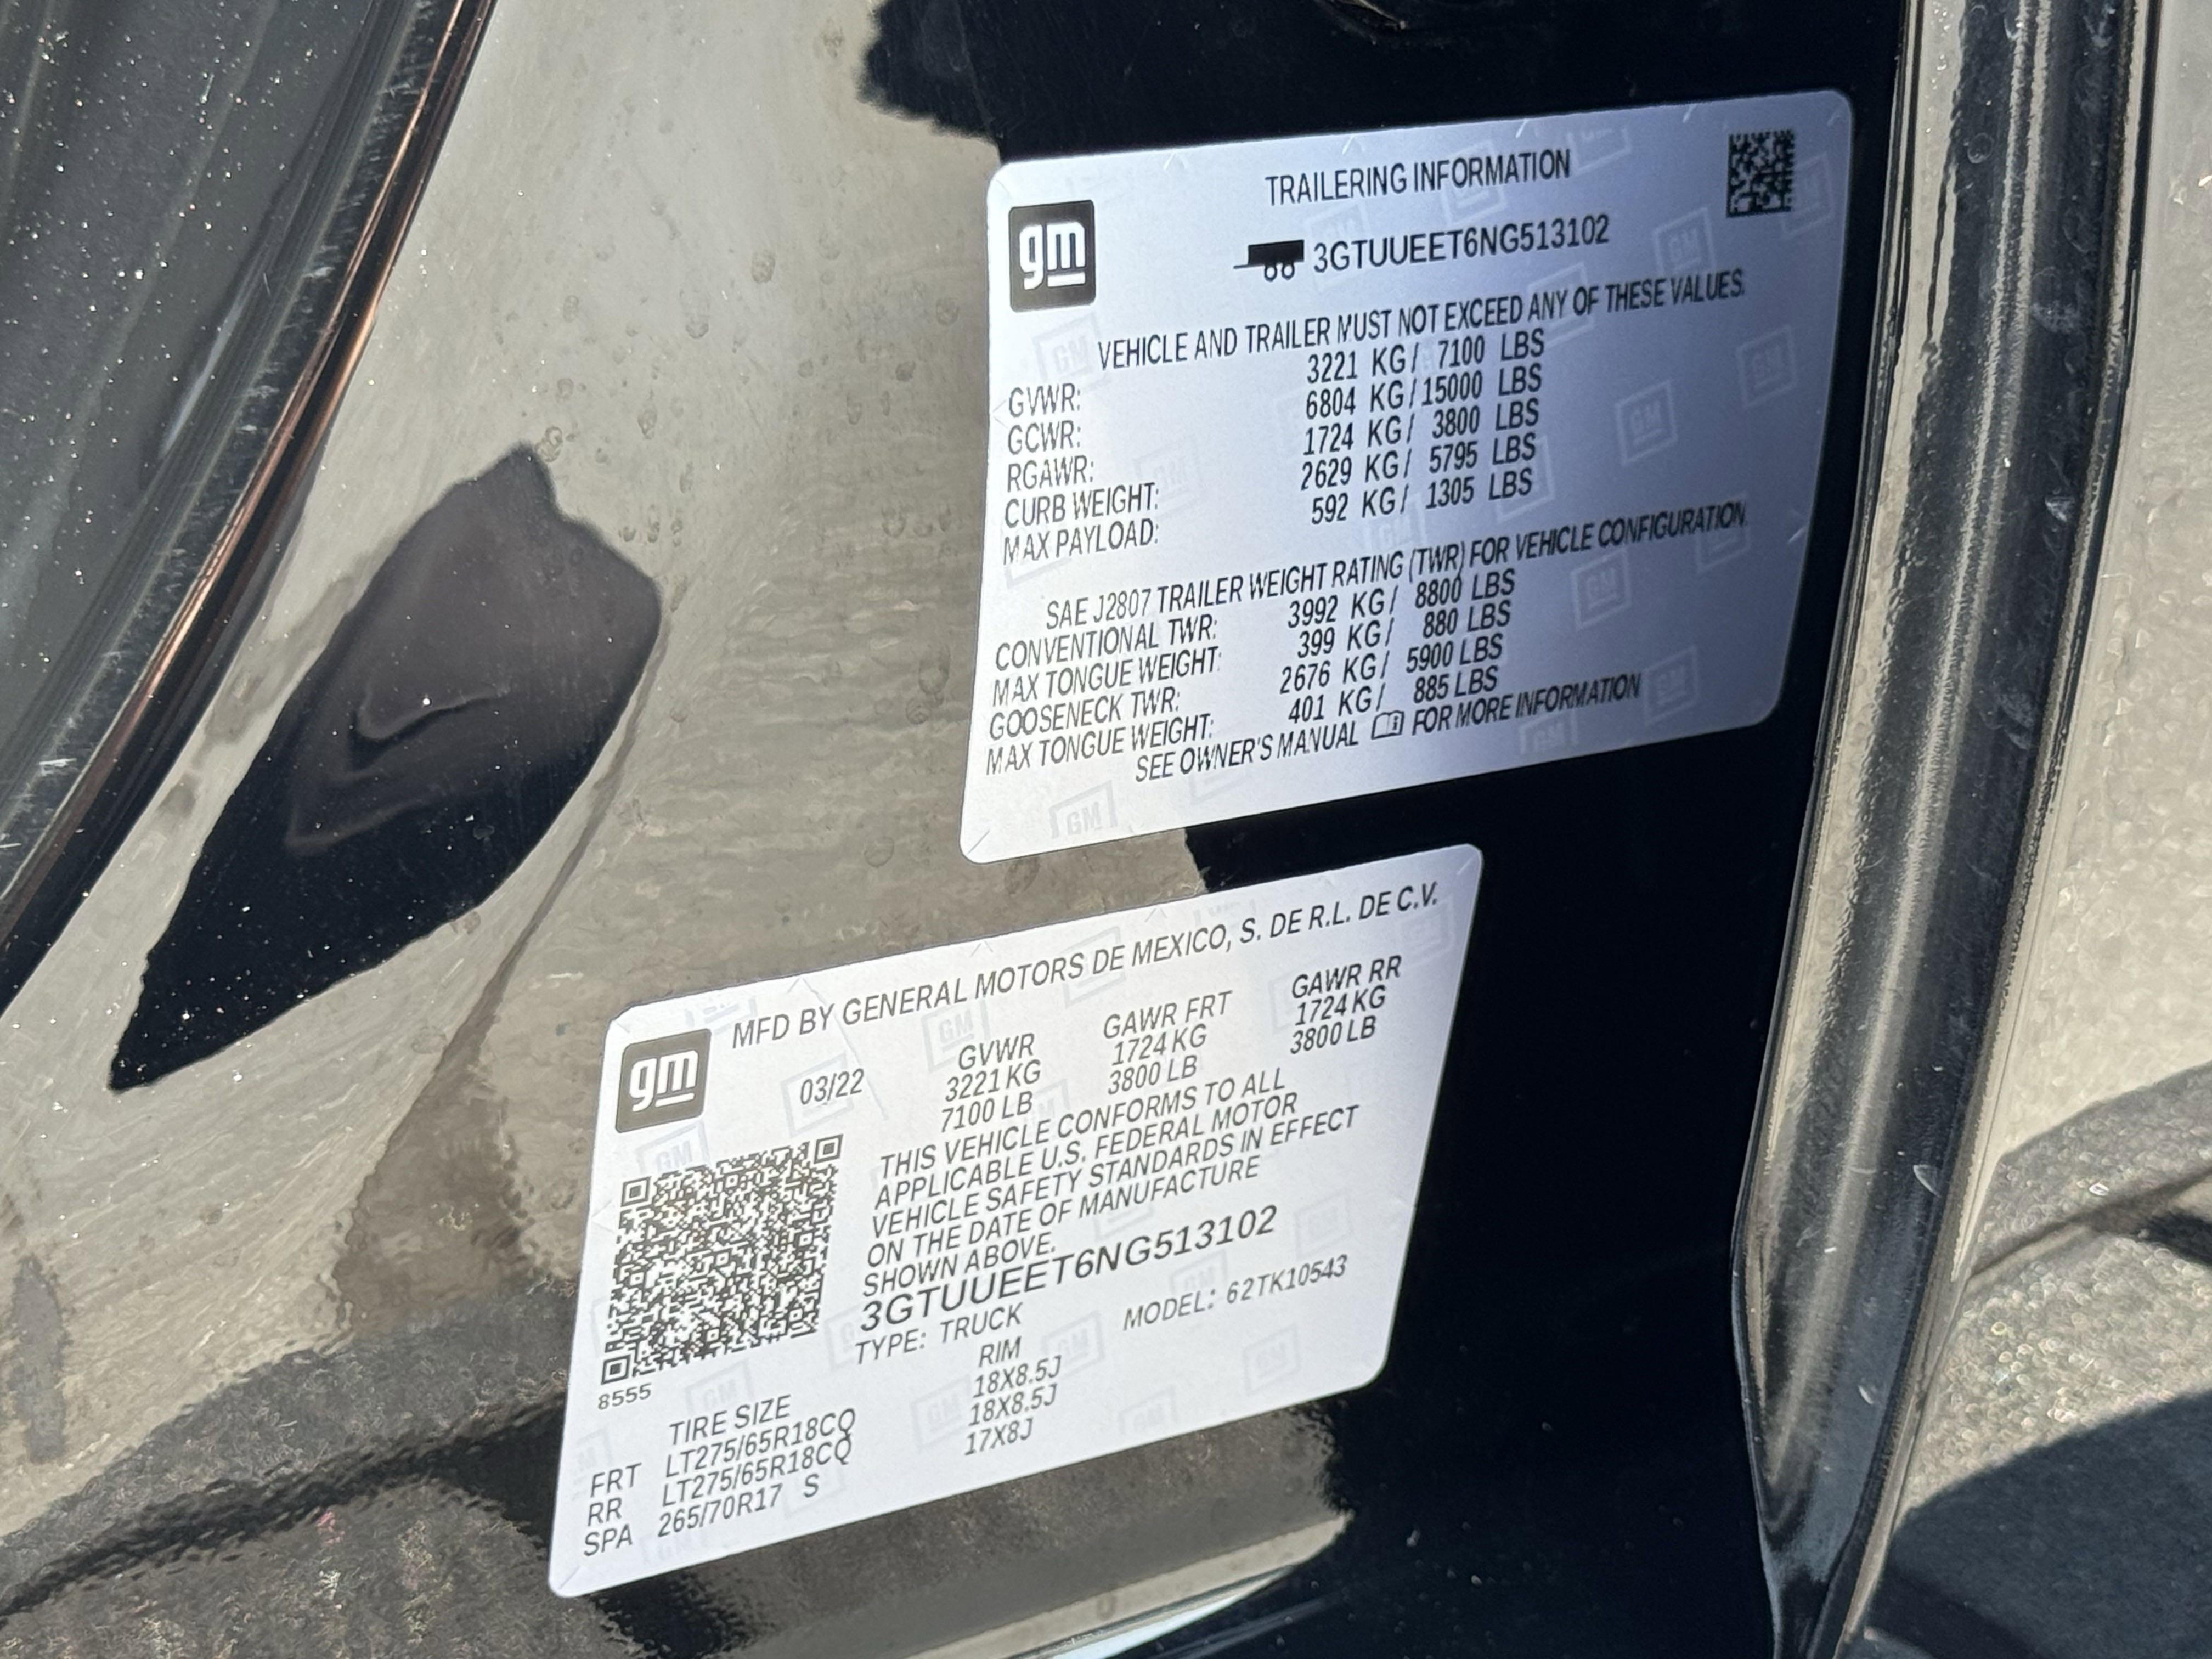 gm
TRAILERING INFORMATION
3GTUUEET6NG513102
VEHICLE AND TRAILER MUST NOT EXCEED ANY OF THESE VALUES.
GVWR: 3221 KG / 7100 LBS
GCWR: 6804 KG / 15000 LBS
RGAWR: 1724 KG / 3800 LBS
CURB WEIGHT: 2629 KG / 5795 LBS
MAX PAYLOAD: 592 KG / 1305 LBS
SAE J2807 TRAILER WEIGHT RATING (TWR) FOR VEHICLE CONFIGURATION
CONVENTIONAL TWR: 3992 KG / 8800 LBS
MAX TONGUE WEIGHT: 399 KG / 880 LBS
GOOSENECK TWR: 2676 KG / 5900 LBS
MAX TONGUE WEIGHT: 401 KG / 885 LBS
SEE OWNER'S MANUAL FOR MORE INFORMATION
gm
MFD BY GENERAL MOTORS DE MEXICO, S. DE R.L. DE C.V.
03/22 GVWR GAWR FRT GAWR RR
3221 KG 1724 KG 1724 KG
7100 LB 3800 LB 3800 LB
THIS VEHICLE CONFORMS TO ALL
APPLICABLE U.S. FEDERAL MOTOR
VEHICLE SAFETY STANDARDS IN EFFECT
ON THE DATE OF MANUFACTURE
SHOWN ABOVE.
3GTUUEET6NG513102
TYPE: TRUCK MODEL: 62TK10543
8555
TIRE SIZE RIM
FRT LT275/65R18CQ 18X8.5J
RR LT275/65R18CQ 18X8.5J
SPA 265/70R17 S 17X8J